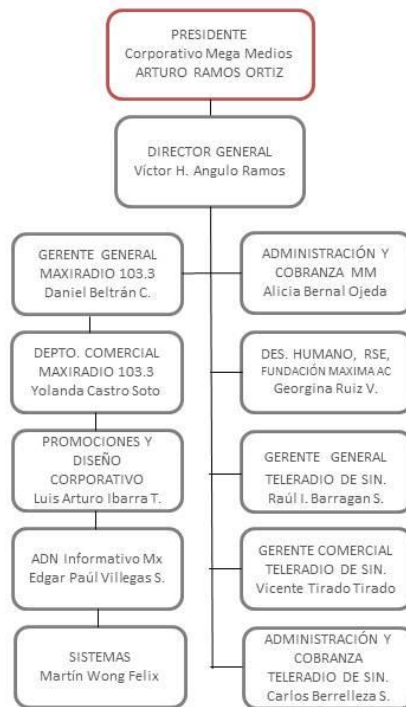 PRESIDENTE
Corporativo Mega Medios
ARTURO RAMOS ORTIZ
DIRECTOR GENERAL
Víctor H. Angulo Ramos
GERENTE GENERAL
MAXIRADIO 103.3
Daniel Beltrán C.
ADMINISTRACIÓN Y
COBRANZA MM
Alicia Bernal Ojeda
DEPTO. COMERCIAL
MAXIRADIO 103.3
Yolanda Castro Soto
DES. HUMANO, RSE,
FUNDACIÓN MAXIMA AC
Georgina Ruiz V.
PROMOCIONES Y
DISEÑO
CORPORATIVO
Luis Arturo Ibarra T.
GERENTE GENERAL
TELERADIO DE SIN.
Raúl I. Barragan S.
ADN Informativo Mx
Edgar Paúl Villegas S.
GERENTE COMERCIAL
TELERADIO DE SIN.
Vicente Tirado Tirado
SISTEMAS
Martín Wong Felix
ADMINISTRACIÓN Y
COBRANZA
TELERADIO DE SIN.
Carlos Berrelleza S.